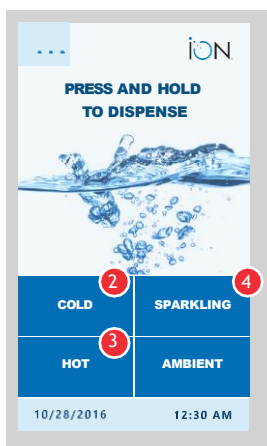 ...
iON
PRESS AND HOLD
TO DISPENSE
2
4
COLD
SPARKLING
3
HOT
AMBIENT
10/28/2016
12:30 AM